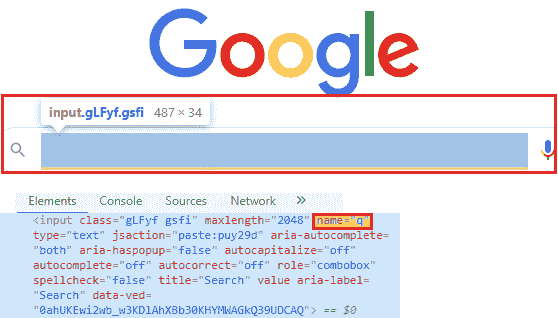 Google
input.gLFyf.gsfi 487 × 34
Elements Console Sources Network »
<input class="gLFyf gsfi" maxlength="2048" name="q"
type="text" jsaction="paste:puy29d" aria-autocomplete=
"both" aria-haspopup="false" autocapitalize="off"
autocomplete="off" autocorrect="off" role="combobox"
spellcheck="false" title="Search" value aria-label=
"Search" data-ved=
"0ahUKEwi2wb_w3KDlAhXBb30KHYMWAGkQ39UDCAQ"> == $0